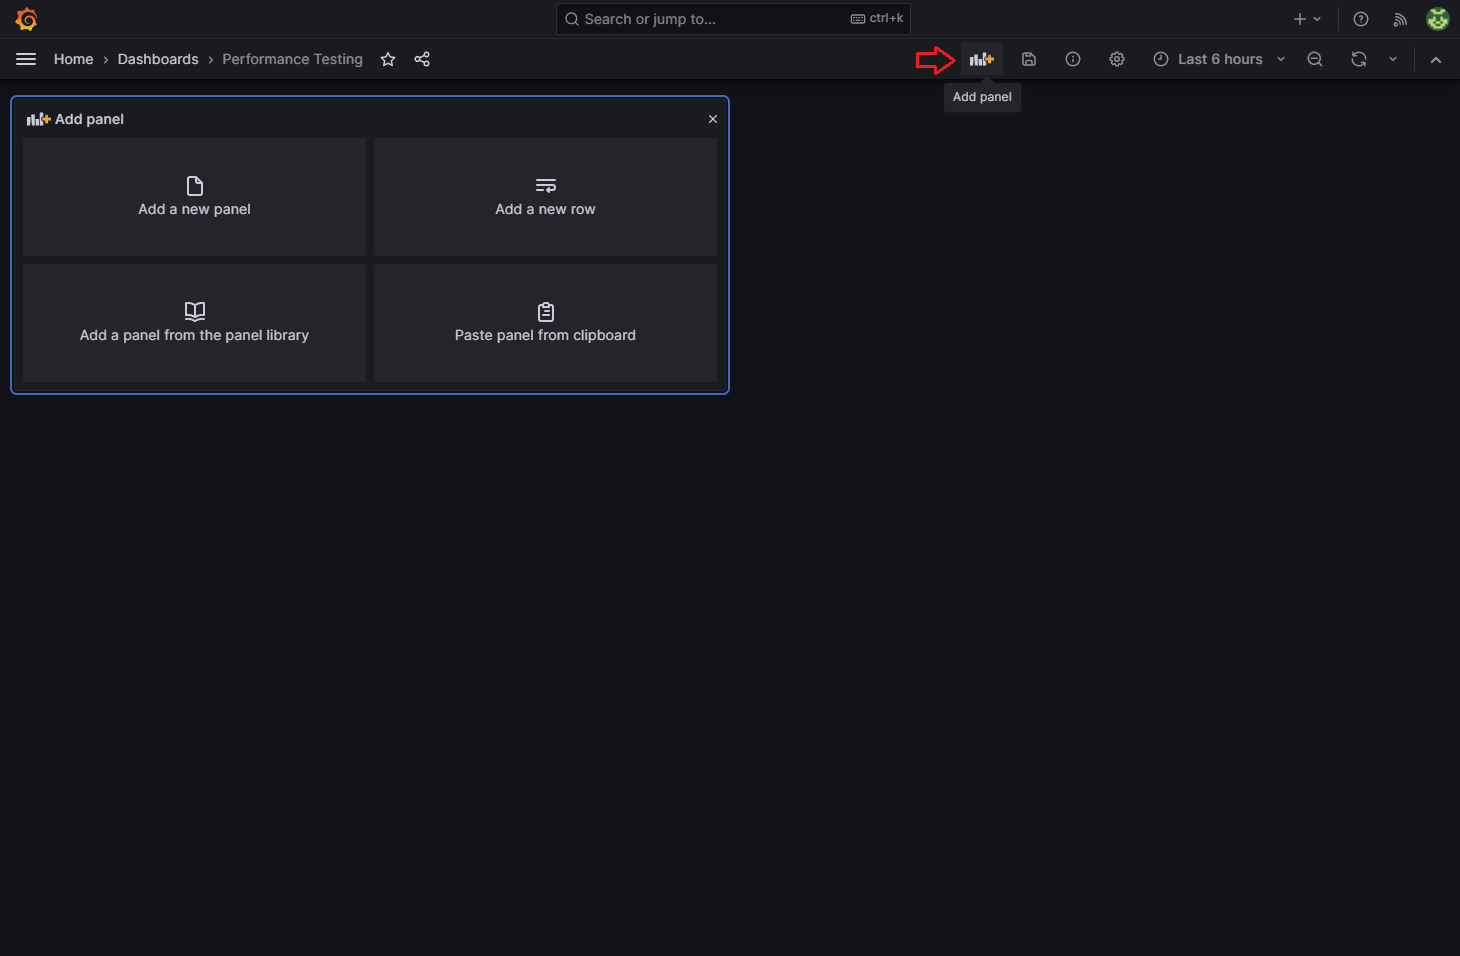 Search or jump to...
ctrl+k
Home › Dashboards › Performance Testing
Last 6 hours
Add panel
Add panel
Add a new panel
Add a new row
Add a panel from the panel library
Paste panel from clipboard